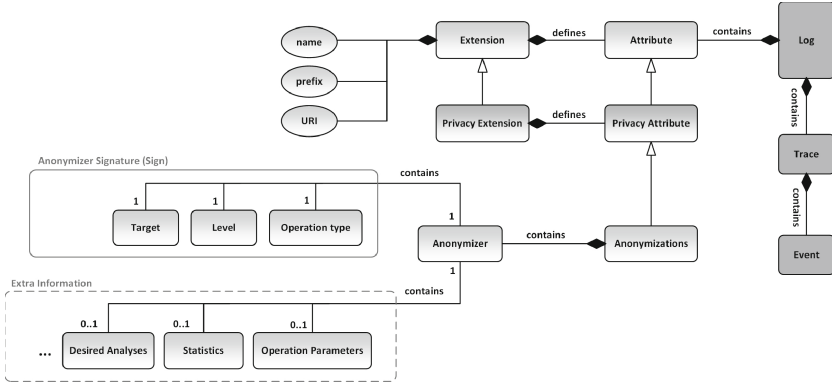 name
prefix
URI
Extension
defines
Attribute
contains
Log
contains
Privacy Extension
defines
Privacy Attribute
Trace
contains
Event
Anonymizer Signature (Sign)
contains
1
1
1
1
Target
Level
Operation type
Anonymizer
contains
Anonymizations
1
Extra Information
contains
0..1
0..1
0..1
...
Desired Analyses
Statistics
Operation Parameters